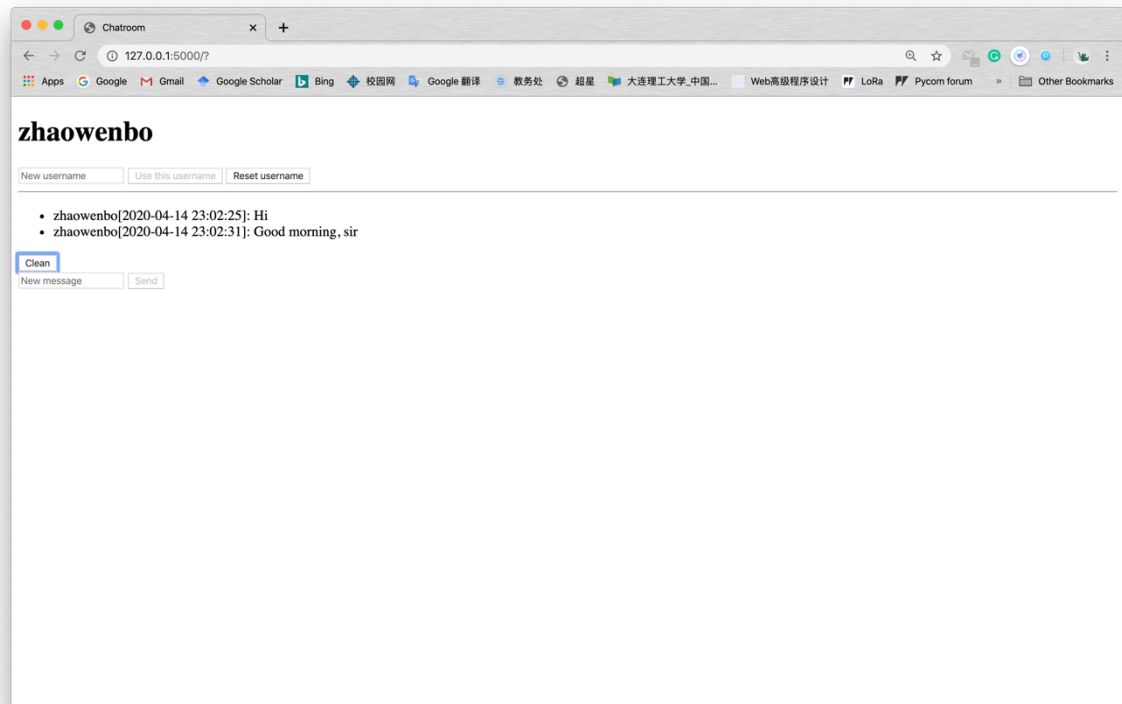 Chatroom
127.0.0.1:5000/?
Apps Google Gmail Google Scholar Bing 校园网 Google 翻译 教务处 超星 大连理工大学_中国... Web高级程序设计 LoRa Pycom forum » Other Bookmarks
zhaowenbo
New username Use this username Reset username
• zhaowenbo[2020-04-14 23:02:25]: Hi
• zhaowenbo[2020-04-14 23:02:31]: Good morning, sir
Clean
New message Send